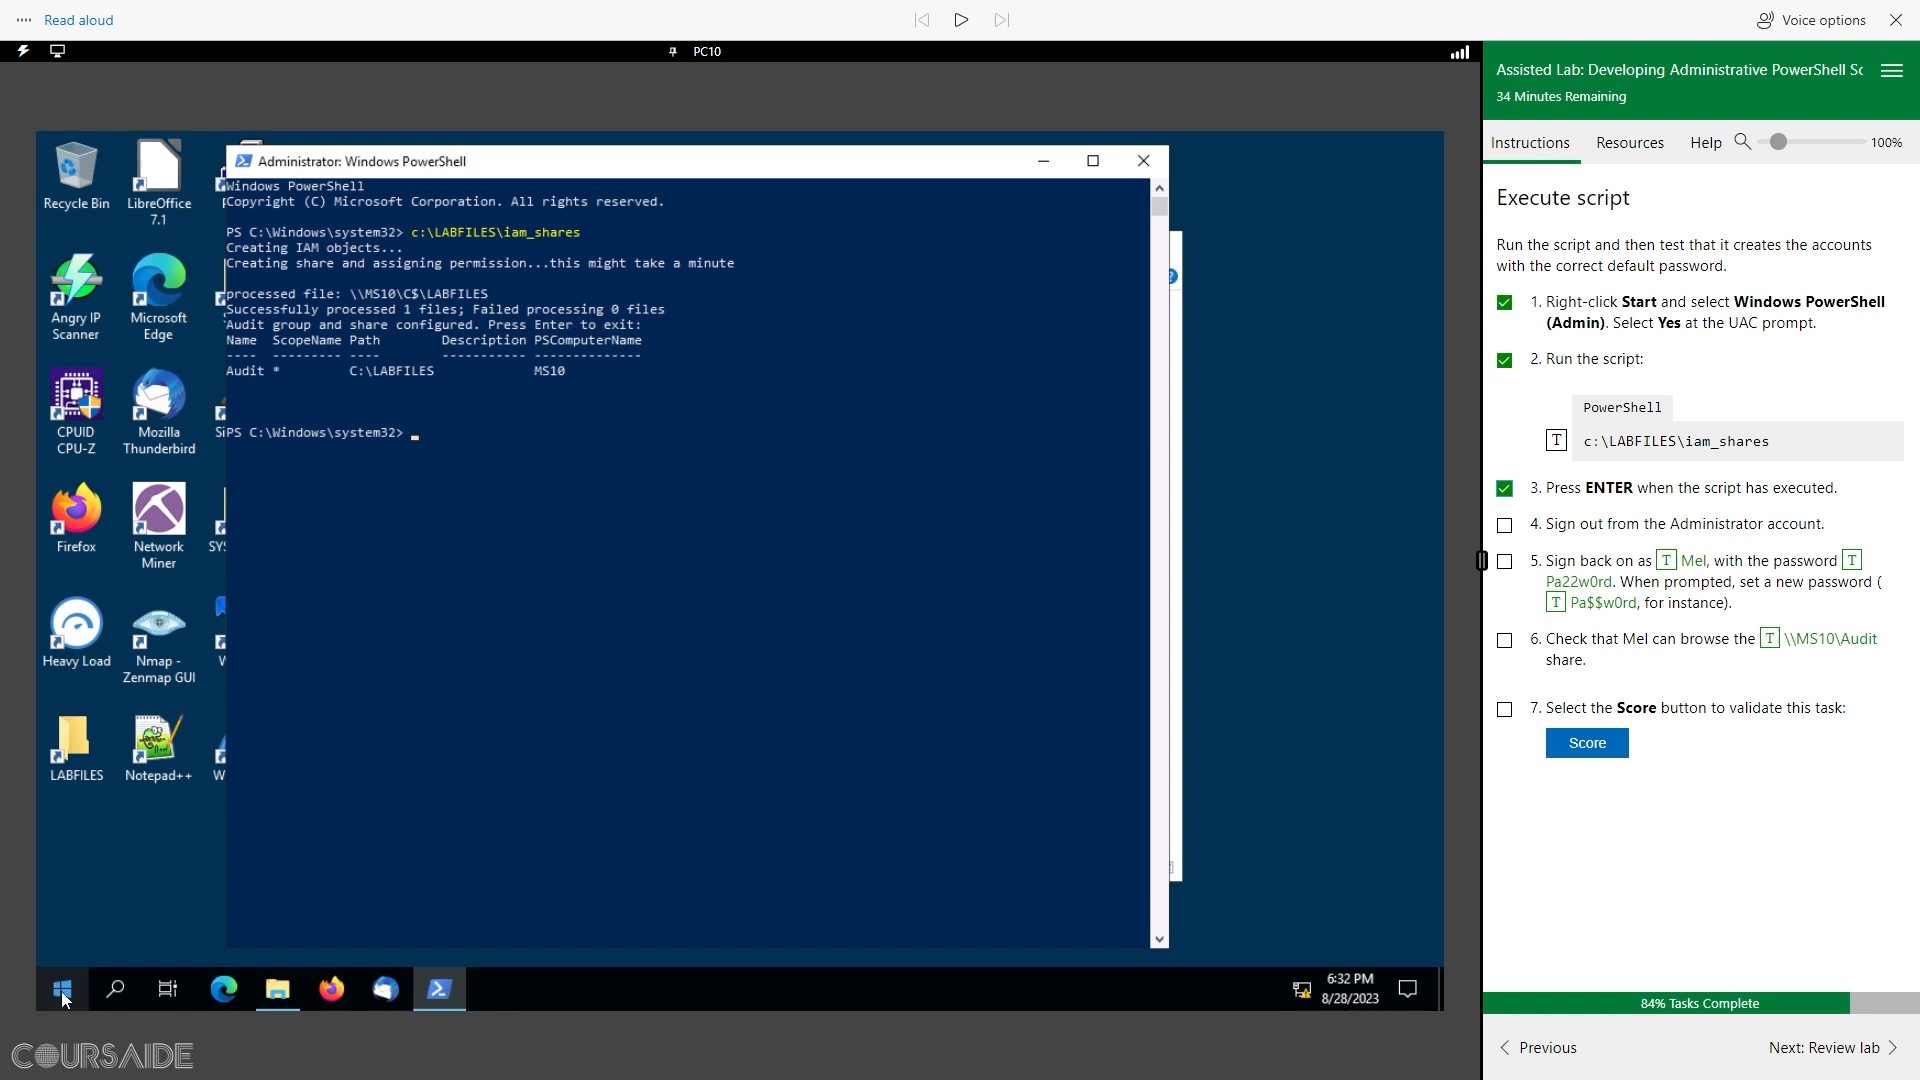 Read aloud
Voice options
PC10
Assisted Lab: Developing Administrative PowerShell Sc
34 Minutes Remaining
Instructions
Resources
Help
100%
Recycle Bin
LibreOffice
7.1
Angry IP
Scanner
Microsoft
Edge
CPUID
CPU-Z
Mozilla
Thunderbird
Firefox
Network
Miner
SYS
Heavy Load
Nmap -
Zenmap GUI
LABFILES
Notepad++
Administrator: Windows PowerShell
Windows PowerShell
Copyright (C) Microsoft Corporation. All rights reserved.
PS C:\Windows\system32> c:\LABFILES\iam_shares
Creating IAM objects...
Creating share and assigning permission...this might take a minute
processed file: \\MS10\C$\LABFILES
Successfully processed 1 files; Failed processing 0 files
Audit group and share configured. Press Enter to exit:
Name ScopeName Path Description PSComputerName
---- --------- ---- ----------- --------------
Audit * C:\LABFILES MS10
Si
PS C:\Windows\system32>
6:32 PM
8/28/2023
COURSAIDE
Execute script
Run the script and then test that it creates the accounts
with the correct default password.
1. Right-click Start and select Windows PowerShell
(Admin). Select Yes at the UAC prompt.
2. Run the script:
PowerShell
T c:\LABFILES\iam_shares
3. Press ENTER when the script has executed.
4. Sign out from the Administrator account.
5. Sign back on as T Mel, with the password T
Pa22w0rd. When prompted, set a new password (
T Pa$$w0rd, for instance).
6. Check that Mel can browse the T \\MS10\Audit
share.
7. Select the Score button to validate this task:
Score
84% Tasks Complete
Previous
Next: Review lab